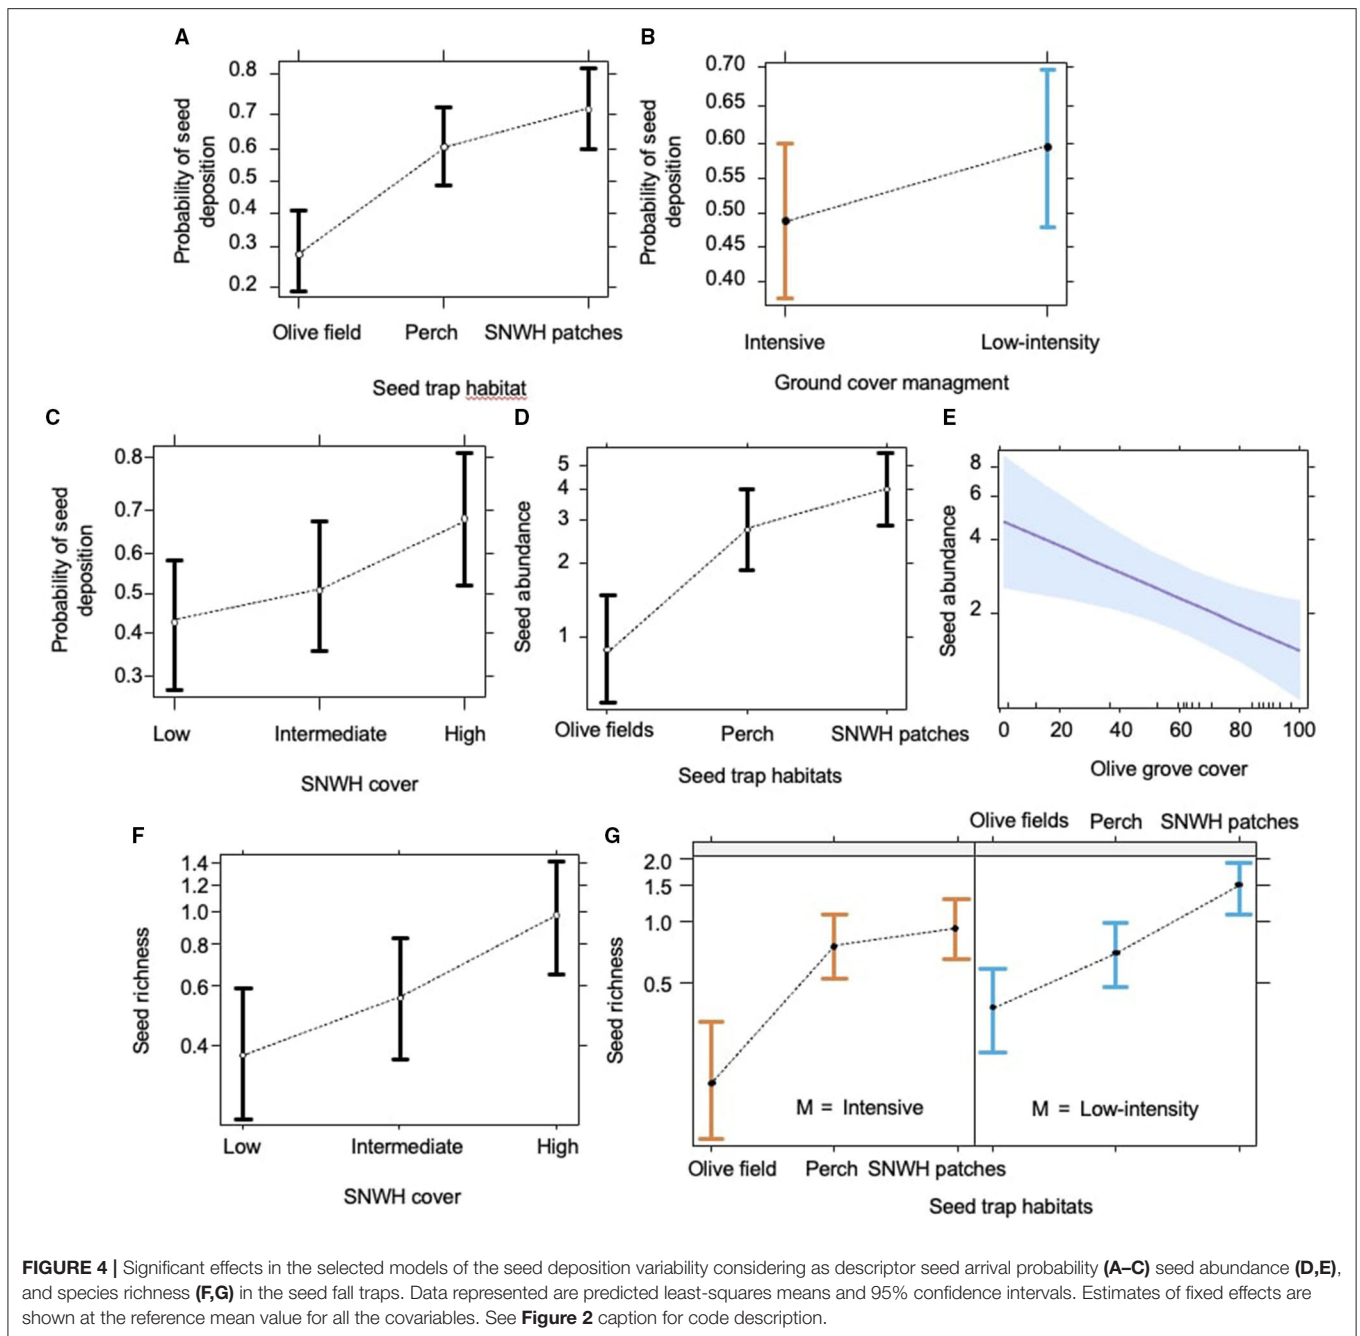 A
B
0.8
0.7
0.6
0.5
0.4
0.3
0.2
Probability of seed
deposition
Olive field Perch SNWH patches
Seed trap habitat
0.70
0.65
0.60
0.55
0.50
0.45
0.40
Probability of seed
deposition
Intensive Low-intensity
Ground cover managment
C
D
E
0.8
0.7
0.6
0.5
0.4
0.3
Probability of seed
deposition
Low Intermediate High
SNWH cover
5
4
3
2
1
Seed abundance
Olive fields Perch SNWH patches
Seed trap habitats
8
6
4
2
Seed abundance
0 20 40 60 80 100
Olive grove cover
F
G
1.4
1.2
1.0
0.8
0.6
0.4
Seed richness
Low Intermediate High
SNWH cover
Olive fields Perch SNWH patches
2.0
1.5
1.0
0.5
Seed richness
M = Intensive
M = Low-intensity
Olive field Perch SNWH patches
Seed trap habitats
FIGURE 4 | Significant effects in the selected models of the seed deposition variability considering as descriptor seed arrival probability (A–C) seed abundance (D,E),
and species richness (F,G) in the seed fall traps. Data represented are predicted least-squares means and 95% confidence intervals. Estimates of fixed effects are
shown at the reference mean value for all the covariables. See Figure 2 caption for code description.